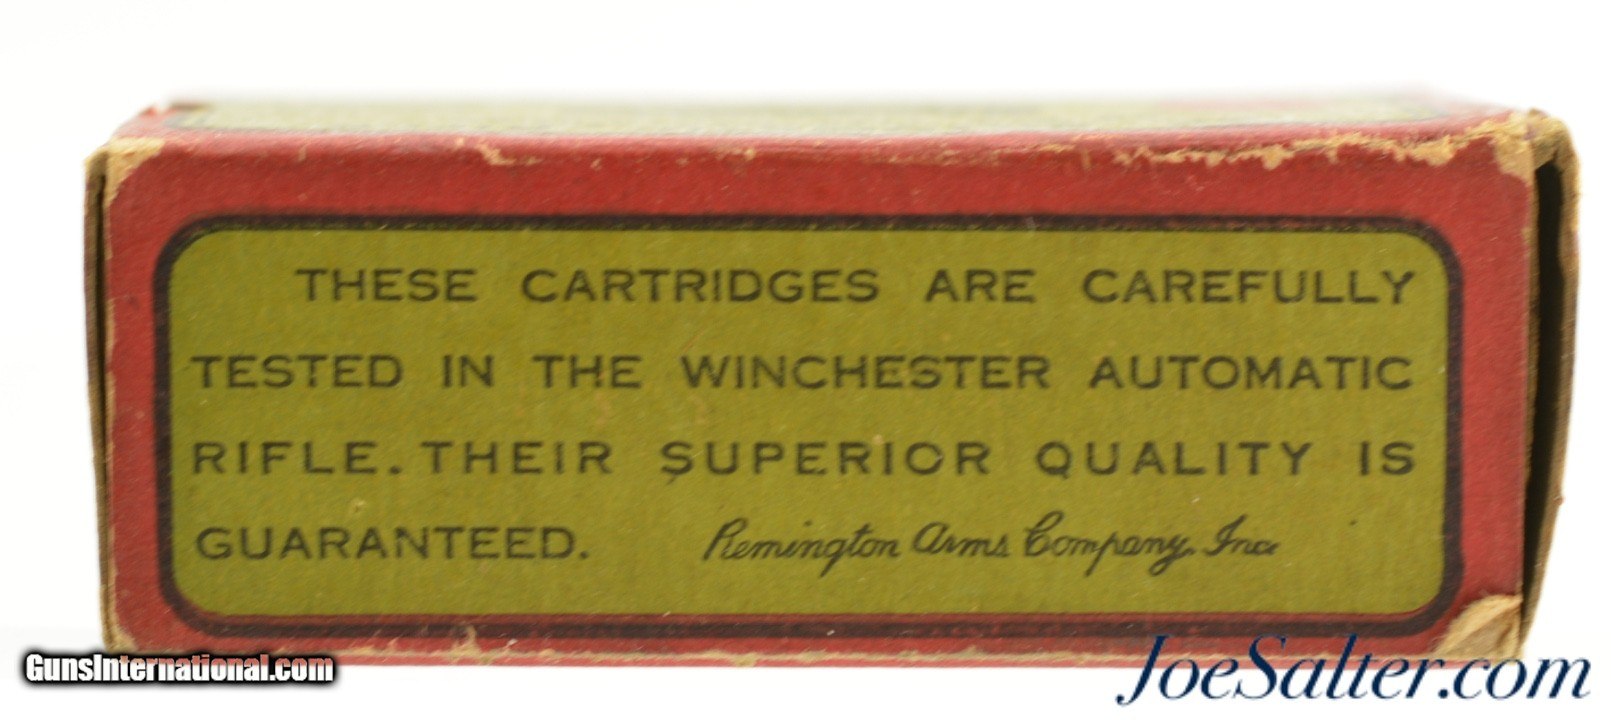 THESE CARTRIDGES ARE CAREFULLY
TESTED IN THE WINCHESTER AUTOMATIC
RIFLE. THEIR SUPERIOR QUALITY IS
GUARANTEED. Remington Arms Company, Inc.
GunsInternational.com
JoeSalter.com